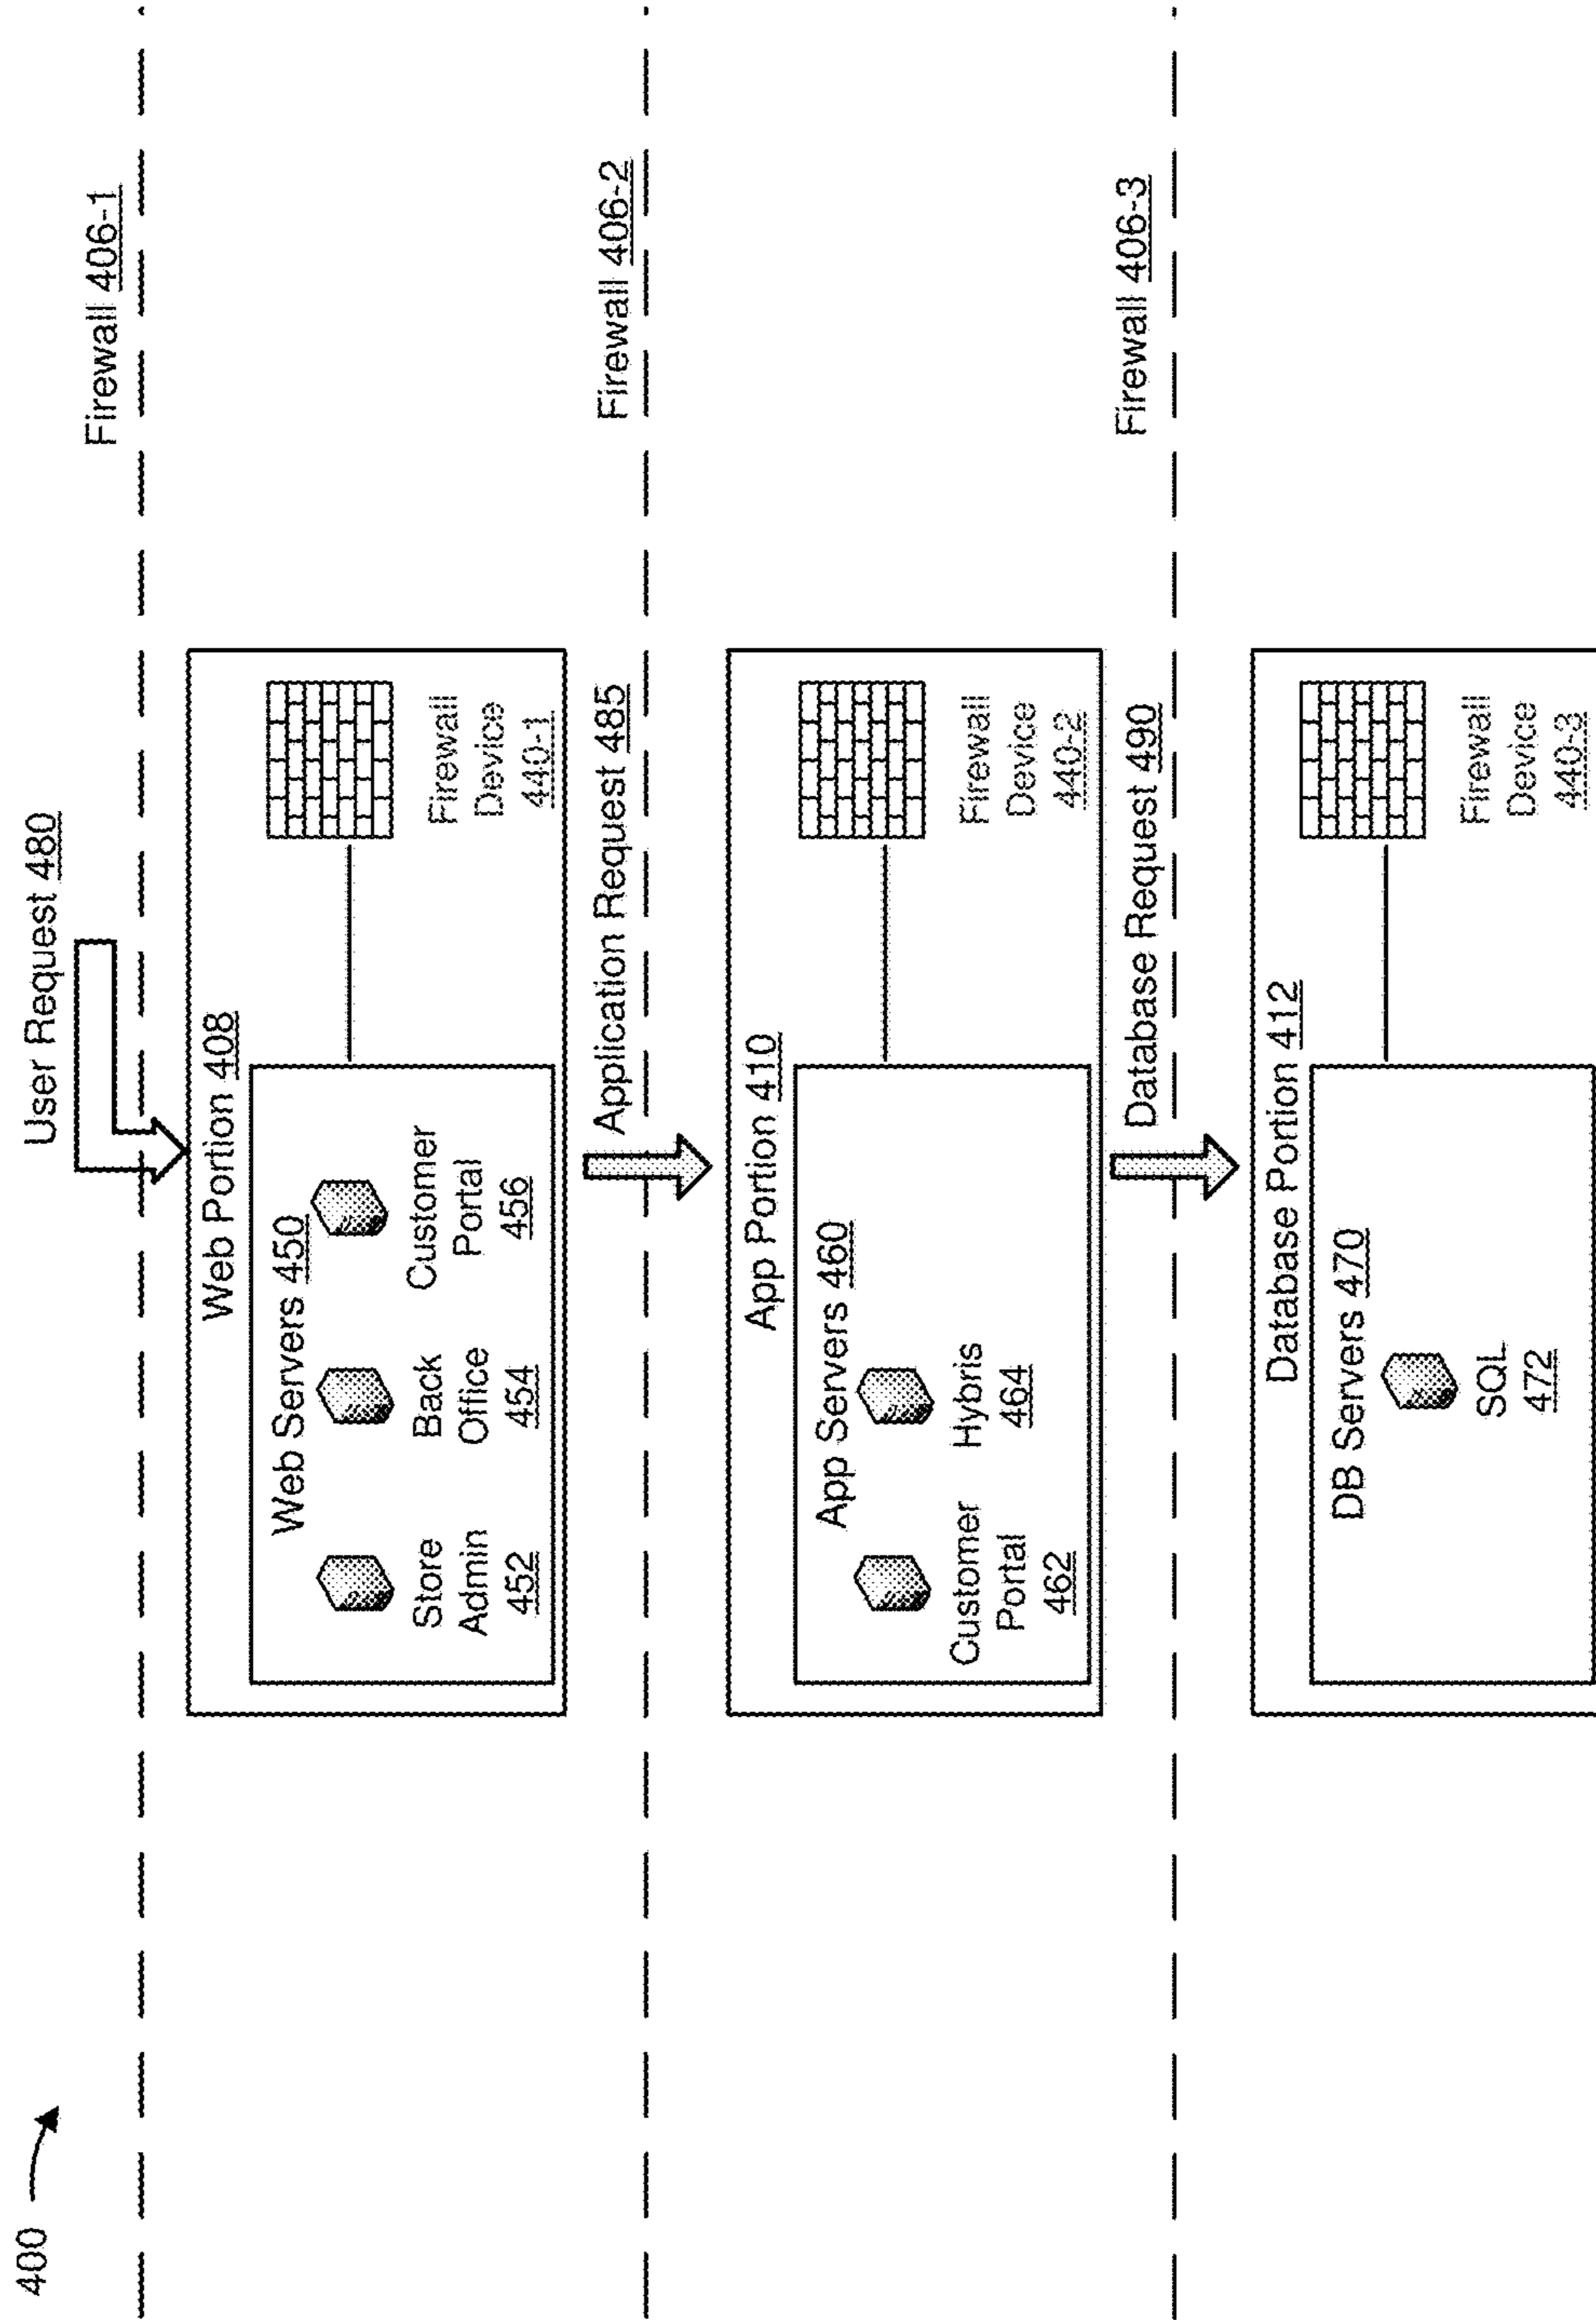 400
User Request 480
Firewall 406-1
Web Portion 408
Web Servers 450
Store
Admin
452
Back
Office
454
Customer
Portal
456
Firewall
Device
440-1
Application Request 485
Firewall 406-2
App Portion 410
App Servers 460
Customer
Portal
462
Hybris
464
Firewall
Device
440-2
Database Request 490
Firewall 406-3
Database Portion 412
DB Servers 470
SQL
472
Firewall
Device
440-3